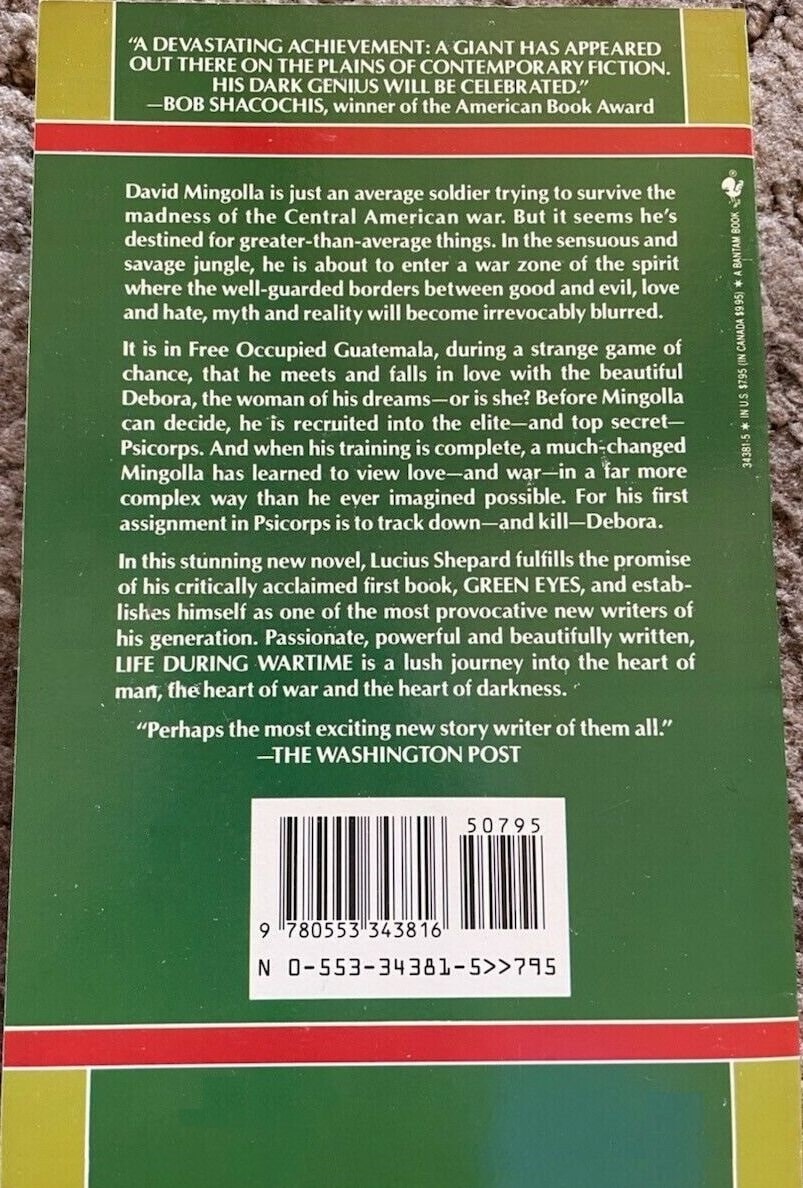 “A DEVASTATING ACHIEVEMENT: A GIANT HAS APPEARED
OUT THERE ON THE PLAINS OF CONTEMPORARY FICTION.
HIS DARK GENIUS WILL BE CELEBRATED.”
—BOB SHACOCHIS, winner of the American Book Award
David Mingolla is just an average soldier trying to survive the
madness of the Central American war. But it seems he’s
destined for greater-than-average things. In the sensuous and
savage jungle, he is about to enter a war zone of the spirit
where the well-guarded borders between good and evil, love
and hate, myth and reality will become irrevocably blurred.
It is in Free Occupied Guatemala, during a strange game of
chance, that he meets and falls in love with the beautiful
Debora, the woman of his dreams—or is she? Before Mingolla
can decide, he is recruited into the elite—and top secret—
Psicorps. And when his training is complete, a much-changed
Mingolla has learned to view love—and war—in a far more
complex way than he ever imagined possible. For his first
assignment in Psicorps is to track down—and kill—Debora.
In this stunning new novel, Lucius Shepard fulfills the promise
of his critically acclaimed first book, GREEN EYES, and estab-
lishes himself as one of the most provocative new writers of
his generation. Passionate, powerful and beautifully written,
LIFE DURING WARTIME is a lush journey into the heart of
man, the heart of war and the heart of darkness.
“Perhaps the most exciting new story writer of them all.”
—THE WASHINGTON POST
50795
9 780553 343816
N 0-553-34381-5>>795
34381-5 * IN U.S. $7.95 (IN CANADA $9.95) * A BANTAM BOOK
®